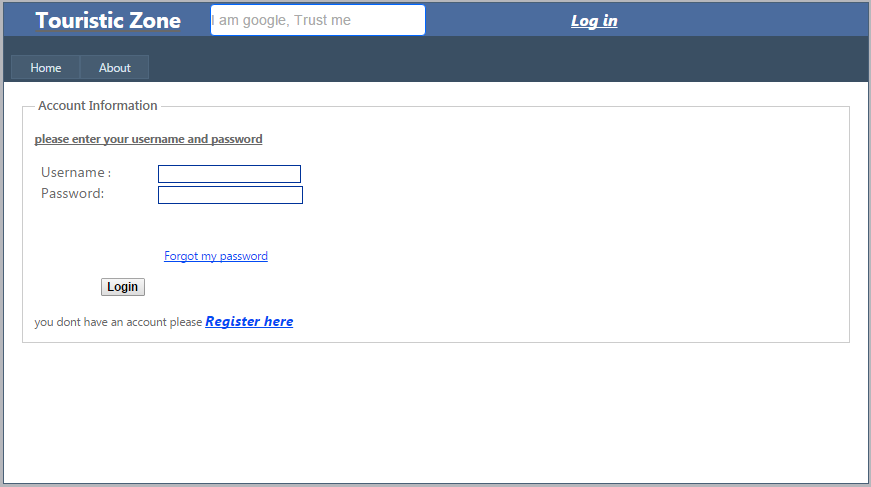 Touristic Zone I am google, Trust me Log in
Home About
Account Information
please enter your username and password
Username :
Password:
Forgot my password
Login
you dont have an account please Register here